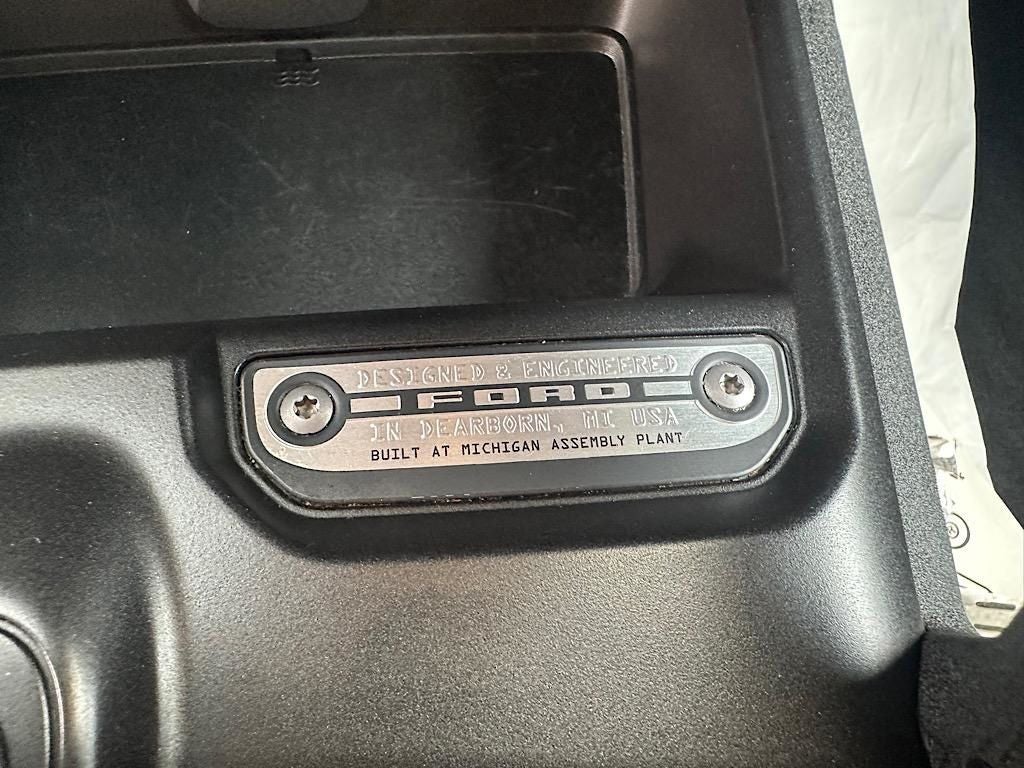 DESIGNED & ENGINEERED
FORD
IN DEARBORN, MI USA
BUILT AT MICHIGAN ASSEMBLY PLANT